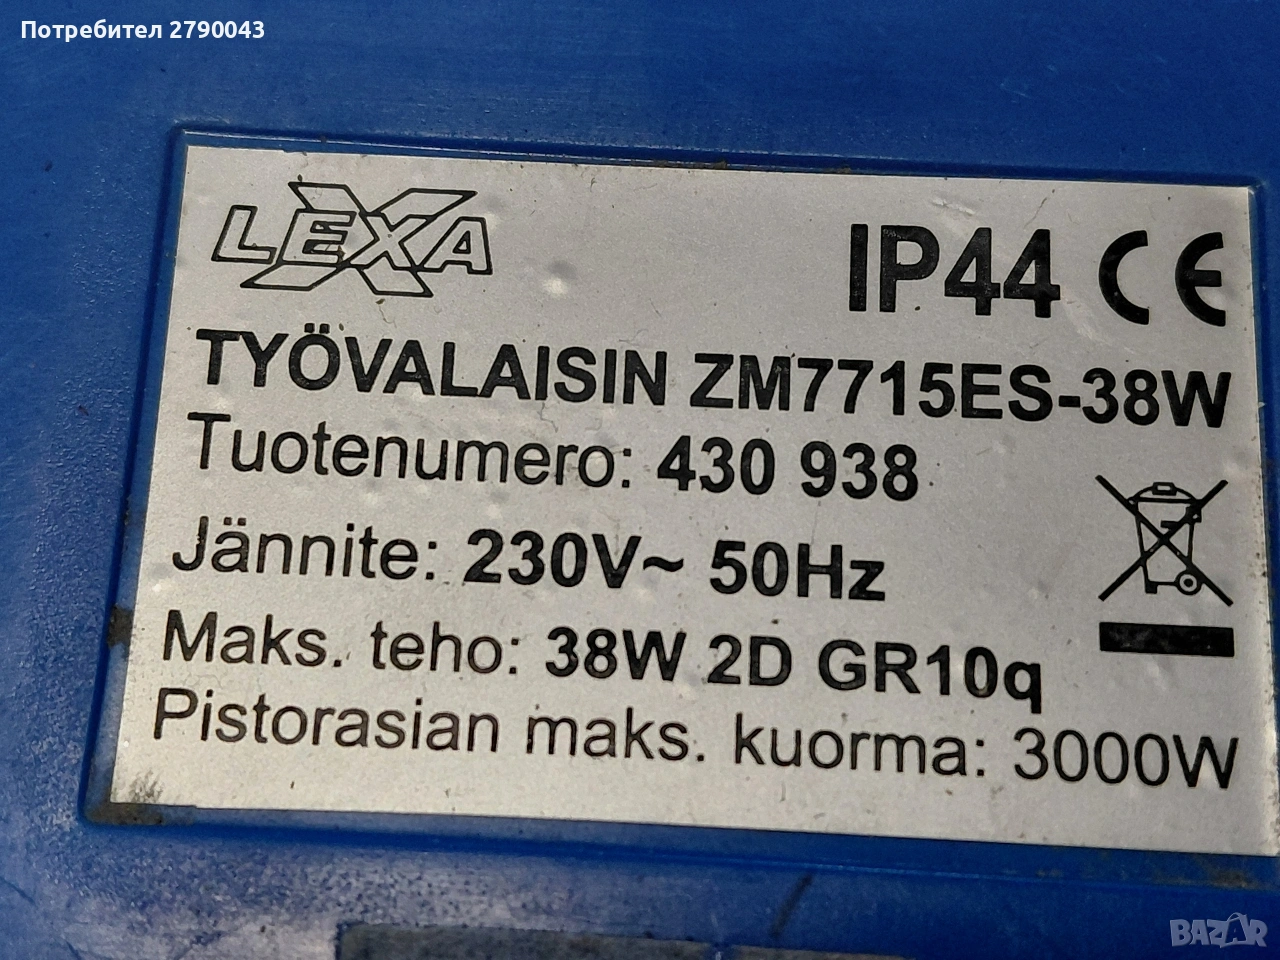 Потребител 2790043
LEXA
IP44 CE
TYÖVALAISIN ZM7715ES-38W
Tuotenumero: 430 938
Jännite: 230V~ 50Hz
Maks. teho: 38W 2D GR10q
Pistorasian maks. kuorma: 3000W
BAZAR